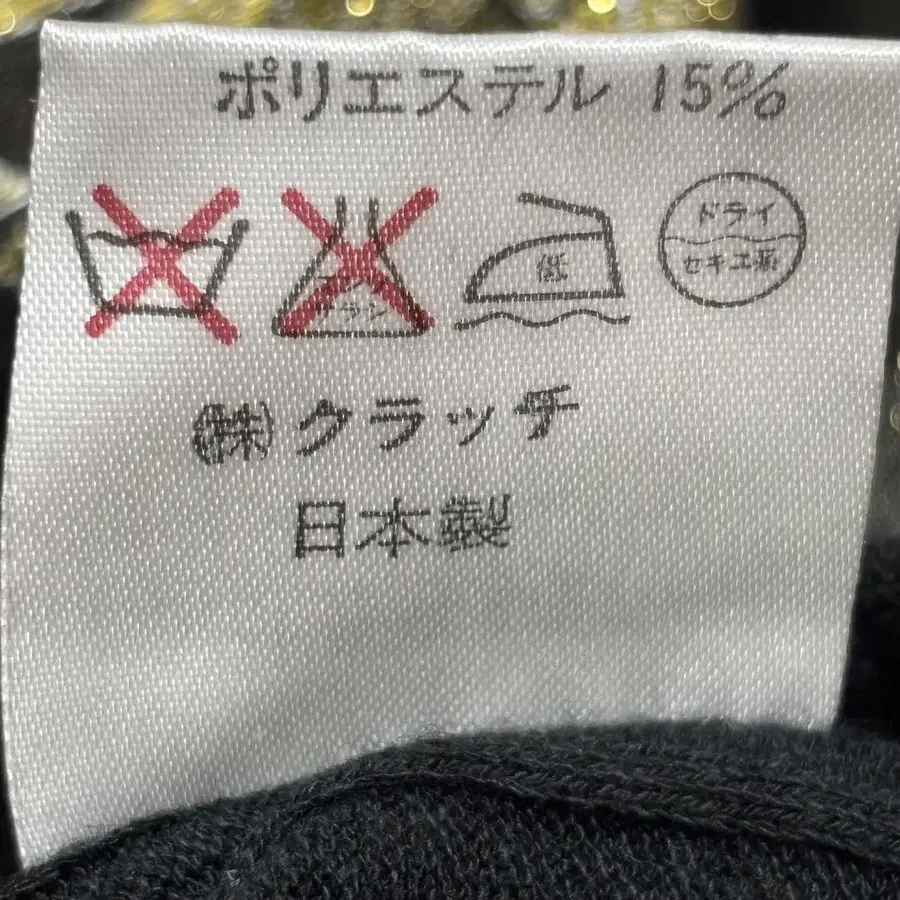 ポリエステル 15%
低
ドライ
セキユ系
㈱クラッチ
日本製